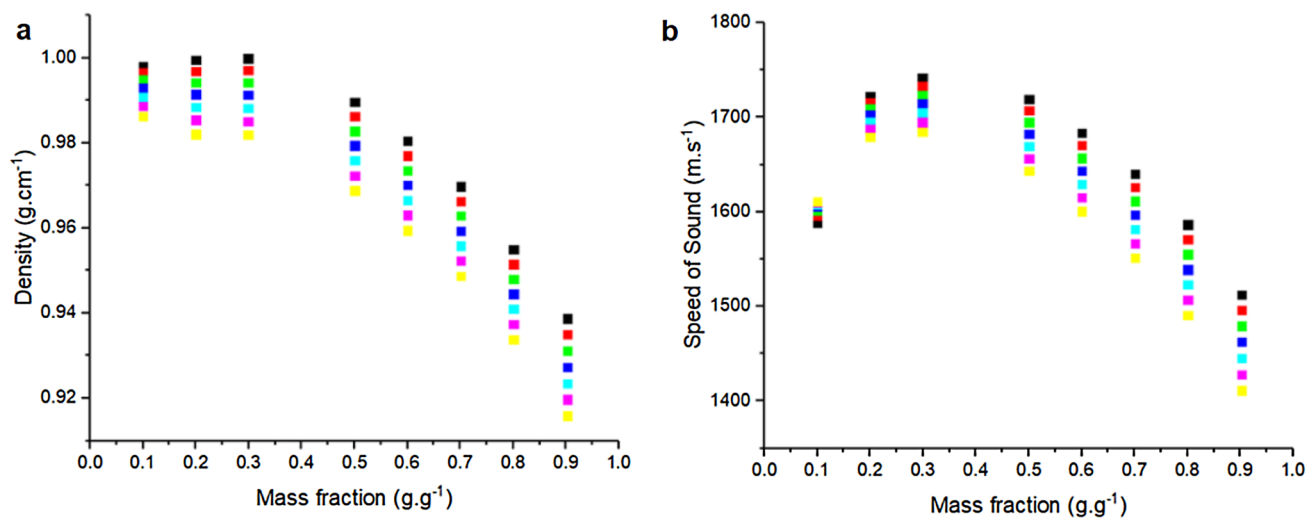 a
1.00
0.98
0.96
0.94
0.92
Density (g.cm⁻¹)
0.0 0.1 0.2 0.3 0.4 0.5 0.6 0.7 0.8 0.9 1.0
Mass fraction (g.g⁻¹)
b
1800
1700
1600
1500
1400
Speed of Sound (m.s⁻¹)
0.0 0.1 0.2 0.3 0.4 0.5 0.6 0.7 0.8 0.9 1.0
Mass fraction (g.g⁻¹)